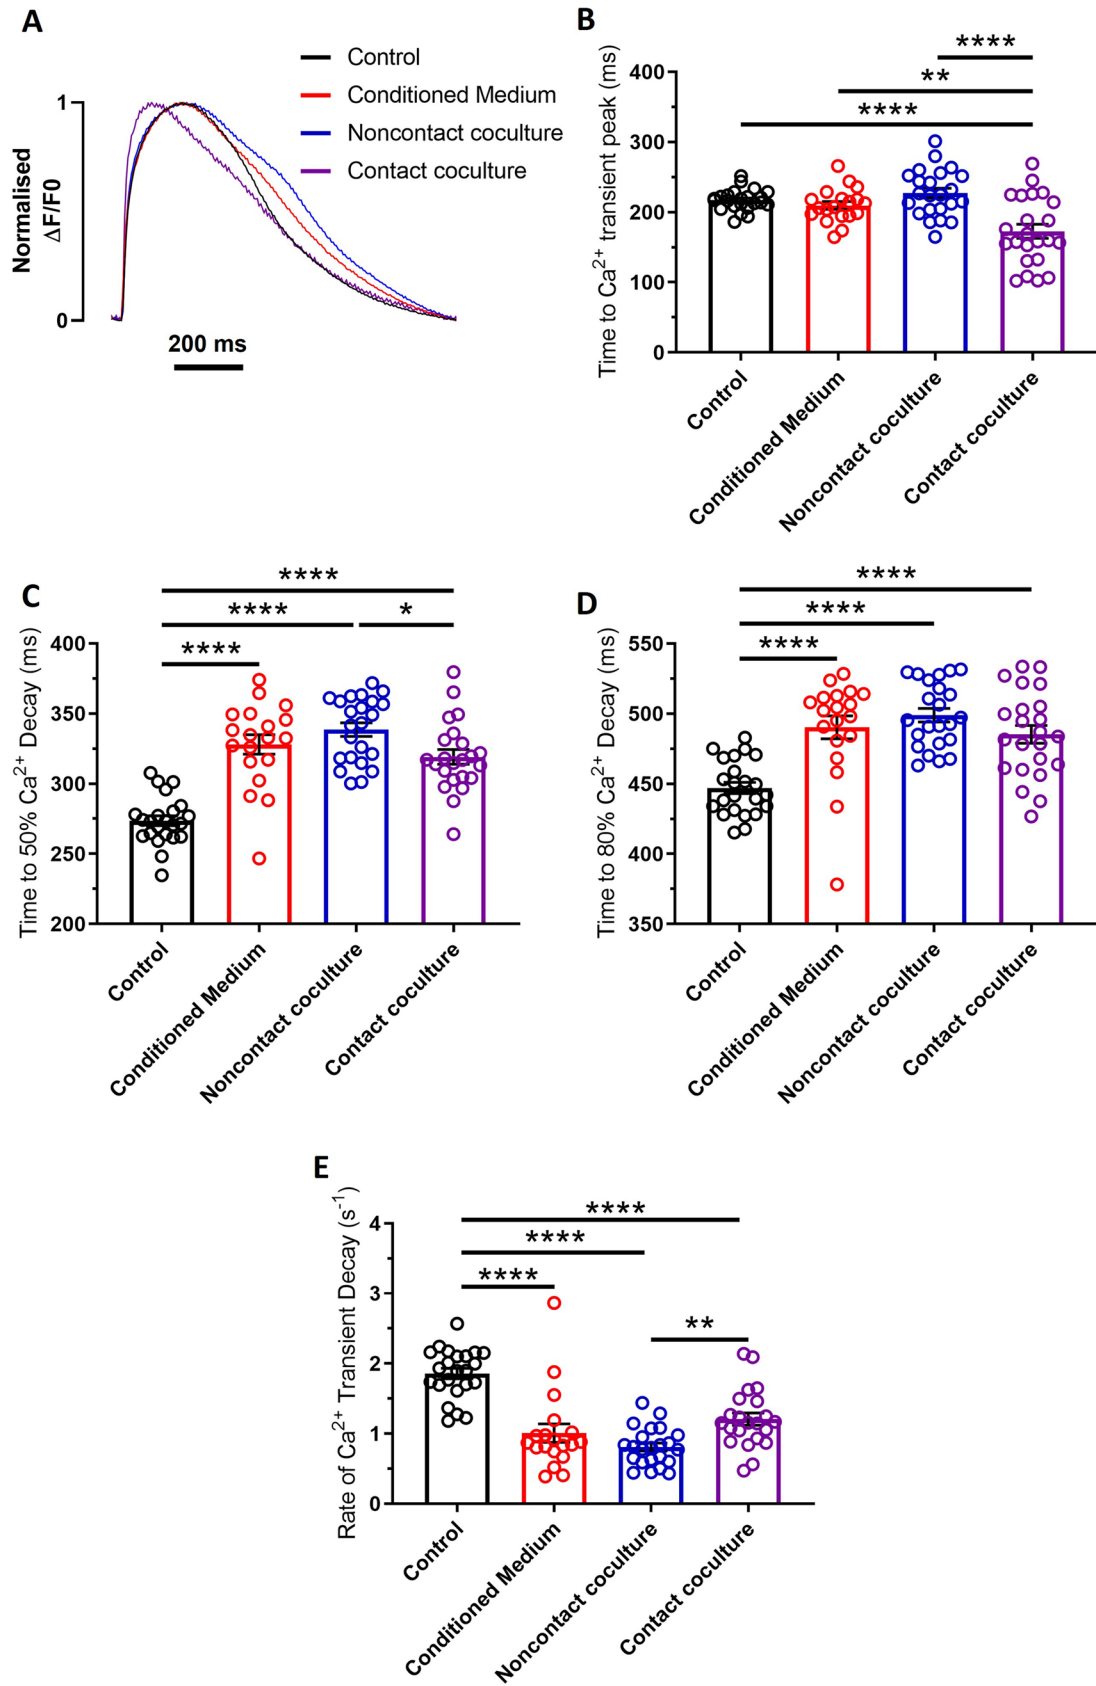 A
Control
Conditioned Medium
Noncontact coculture
Contact coculture
1
0
Normalised
ΔF/F0
200 ms
B
****
**
****
Time to Ca2+ transient peak (ms)
400
300
200
100
0
Control
Conditioned Medium
Noncontact coculture
Contact coculture
C
****
****
*
****
Time to 50% Ca2+ Decay (ms)
400
350
300
250
200
Control
Conditioned Medium
Noncontact coculture
Contact coculture
D
****
****
****
Time to 80% Ca2+ Decay (ms)
550
500
450
400
350
Control
Conditioned Medium
Noncontact coculture
Contact coculture
E
****
****
****
**
Rate of Ca2+ Transient Decay (s-1)
4
3
2
1
0
Control
Conditioned Medium
Noncontact coculture
Contact coculture